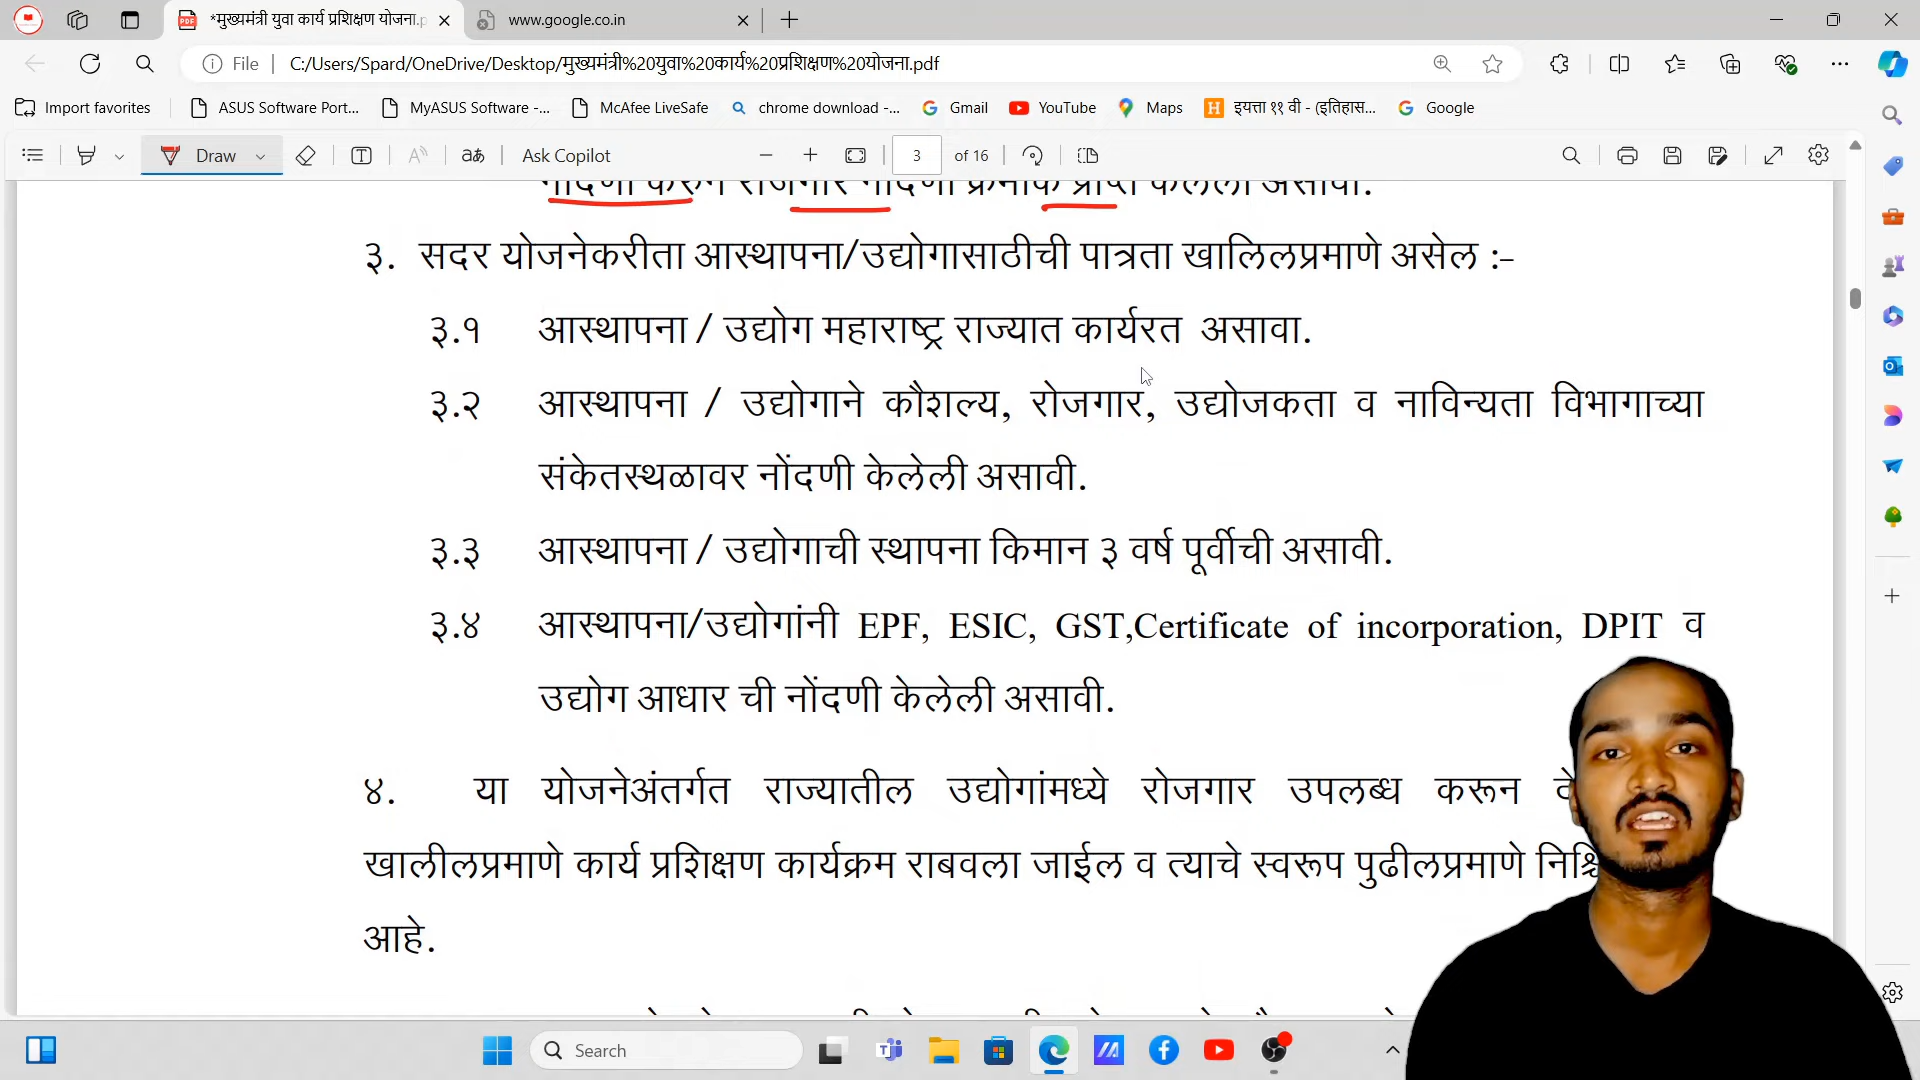 *मुख्यमंत्री युवा कार्य प्रशिक्षण योजना.p
www.google.co.in
File
C:/Users/Spard/OneDrive/Desktop/मुख्यमंत्री%20युवा%20कार्य%20प्रशिक्षण%20योजना.pdf
Import favorites
ASUS Software Port...
MyASUS Software -...
McAfee LiveSafe
chrome download -...
Gmail
YouTube
Maps
इयत्ता ११ वी - (इतिहास...
Google
Draw
Ask Copilot
3 of 16
नोंदणी करुन रोजगार नोंदणी क्रमांक प्राप्त केलेला असावा.
३. सदर योजनेकरीता आस्थापना/उद्योगासाठीची पात्रता खालिलप्रमाणे असेल :-
३.१ आस्थापना / उद्योग महाराष्ट्र राज्यात कार्यरत असावा.
३.२ आस्थापना / उद्योगाने कौशल्य, रोजगार, उद्योजकता व नाविन्यता विभागाच्या
संकेतस्थळावर नोंदणी केलेली असावी.
३.३ आस्थापना / उद्योगाची स्थापना किमान ३ वर्ष पूर्वीची असावी.
३.४ आस्थापना/उद्योगांनी EPF, ESIC, GST,Certificate of incorporation, DPIT व
उद्योग आधार ची नोंदणी केलेली असावी.
४. या योजनेअंतर्गत राज्यातील उद्योगांमध्ये रोजगार उपलब्ध करून
खालीलप्रमाणे कार्य प्रशिक्षण कार्यक्रम राबवला जाईल व त्याचे स्वरूप पुढीलप्रमाणे
आहे.
Search